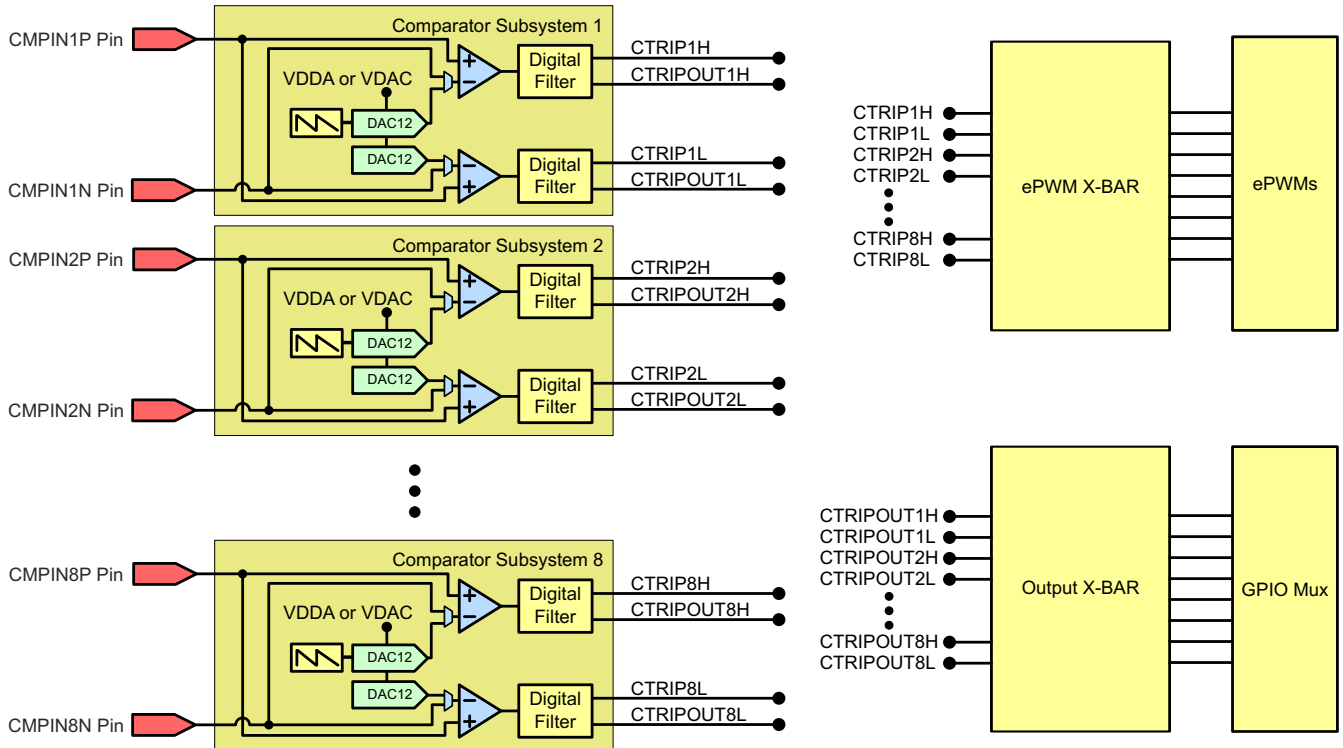 Comparator Subsystem 1
CMPIN1P Pin
VDDA or VDAC
DAC12
DAC12
+
−
Digital
Filter
CTRIP1H
CTRIPOUT1H
CMPIN1N Pin
−
+
Digital
Filter
CTRIP1L
CTRIPOUT1L
Comparator Subsystem 2
CMPIN2P Pin
VDDA or VDAC
DAC12
DAC12
+
−
Digital
Filter
CTRIP2H
CTRIPOUT2H
CMPIN2N Pin
−
+
Digital
Filter
CTRIP2L
CTRIPOUT2L
Comparator Subsystem 8
CMPIN8P Pin
VDDA or VDAC
DAC12
DAC12
+
−
Digital
Filter
CTRIP8H
CTRIPOUT8H
CMPIN8N Pin
−
+
Digital
Filter
CTRIP8L
CTRIPOUT8L
CTRIP1H
CTRIP1L
CTRIP2H
CTRIP2L
CTRIP8H
CTRIP8L
ePWM X-BAR
ePWMs
CTRIPOUT1H
CTRIPOUT1L
CTRIPOUT2H
CTRIPOUT2L
CTRIPOUT8H
CTRIPOUT8L
Output X-BAR
GPIO Mux